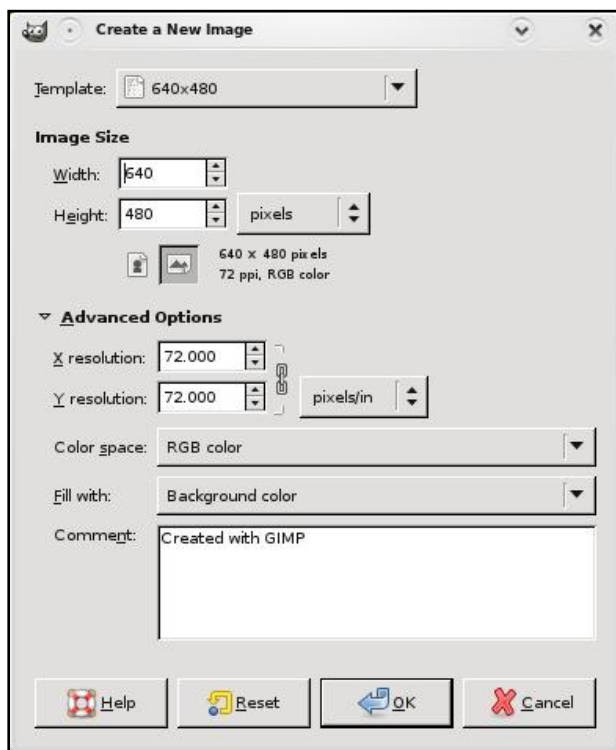 Create a New Image
Template: 640x480
Image Size
Width: 640
Height: 480 pixels
640 × 480 pixels
72 ppi, RGB color
Advanced Options
X resolution: 72.000
Y resolution: 72.000 pixels/in
Color space: RGB color
Fill with: Background color
Comment: Created with GIMP
Help Reset OK Cancel